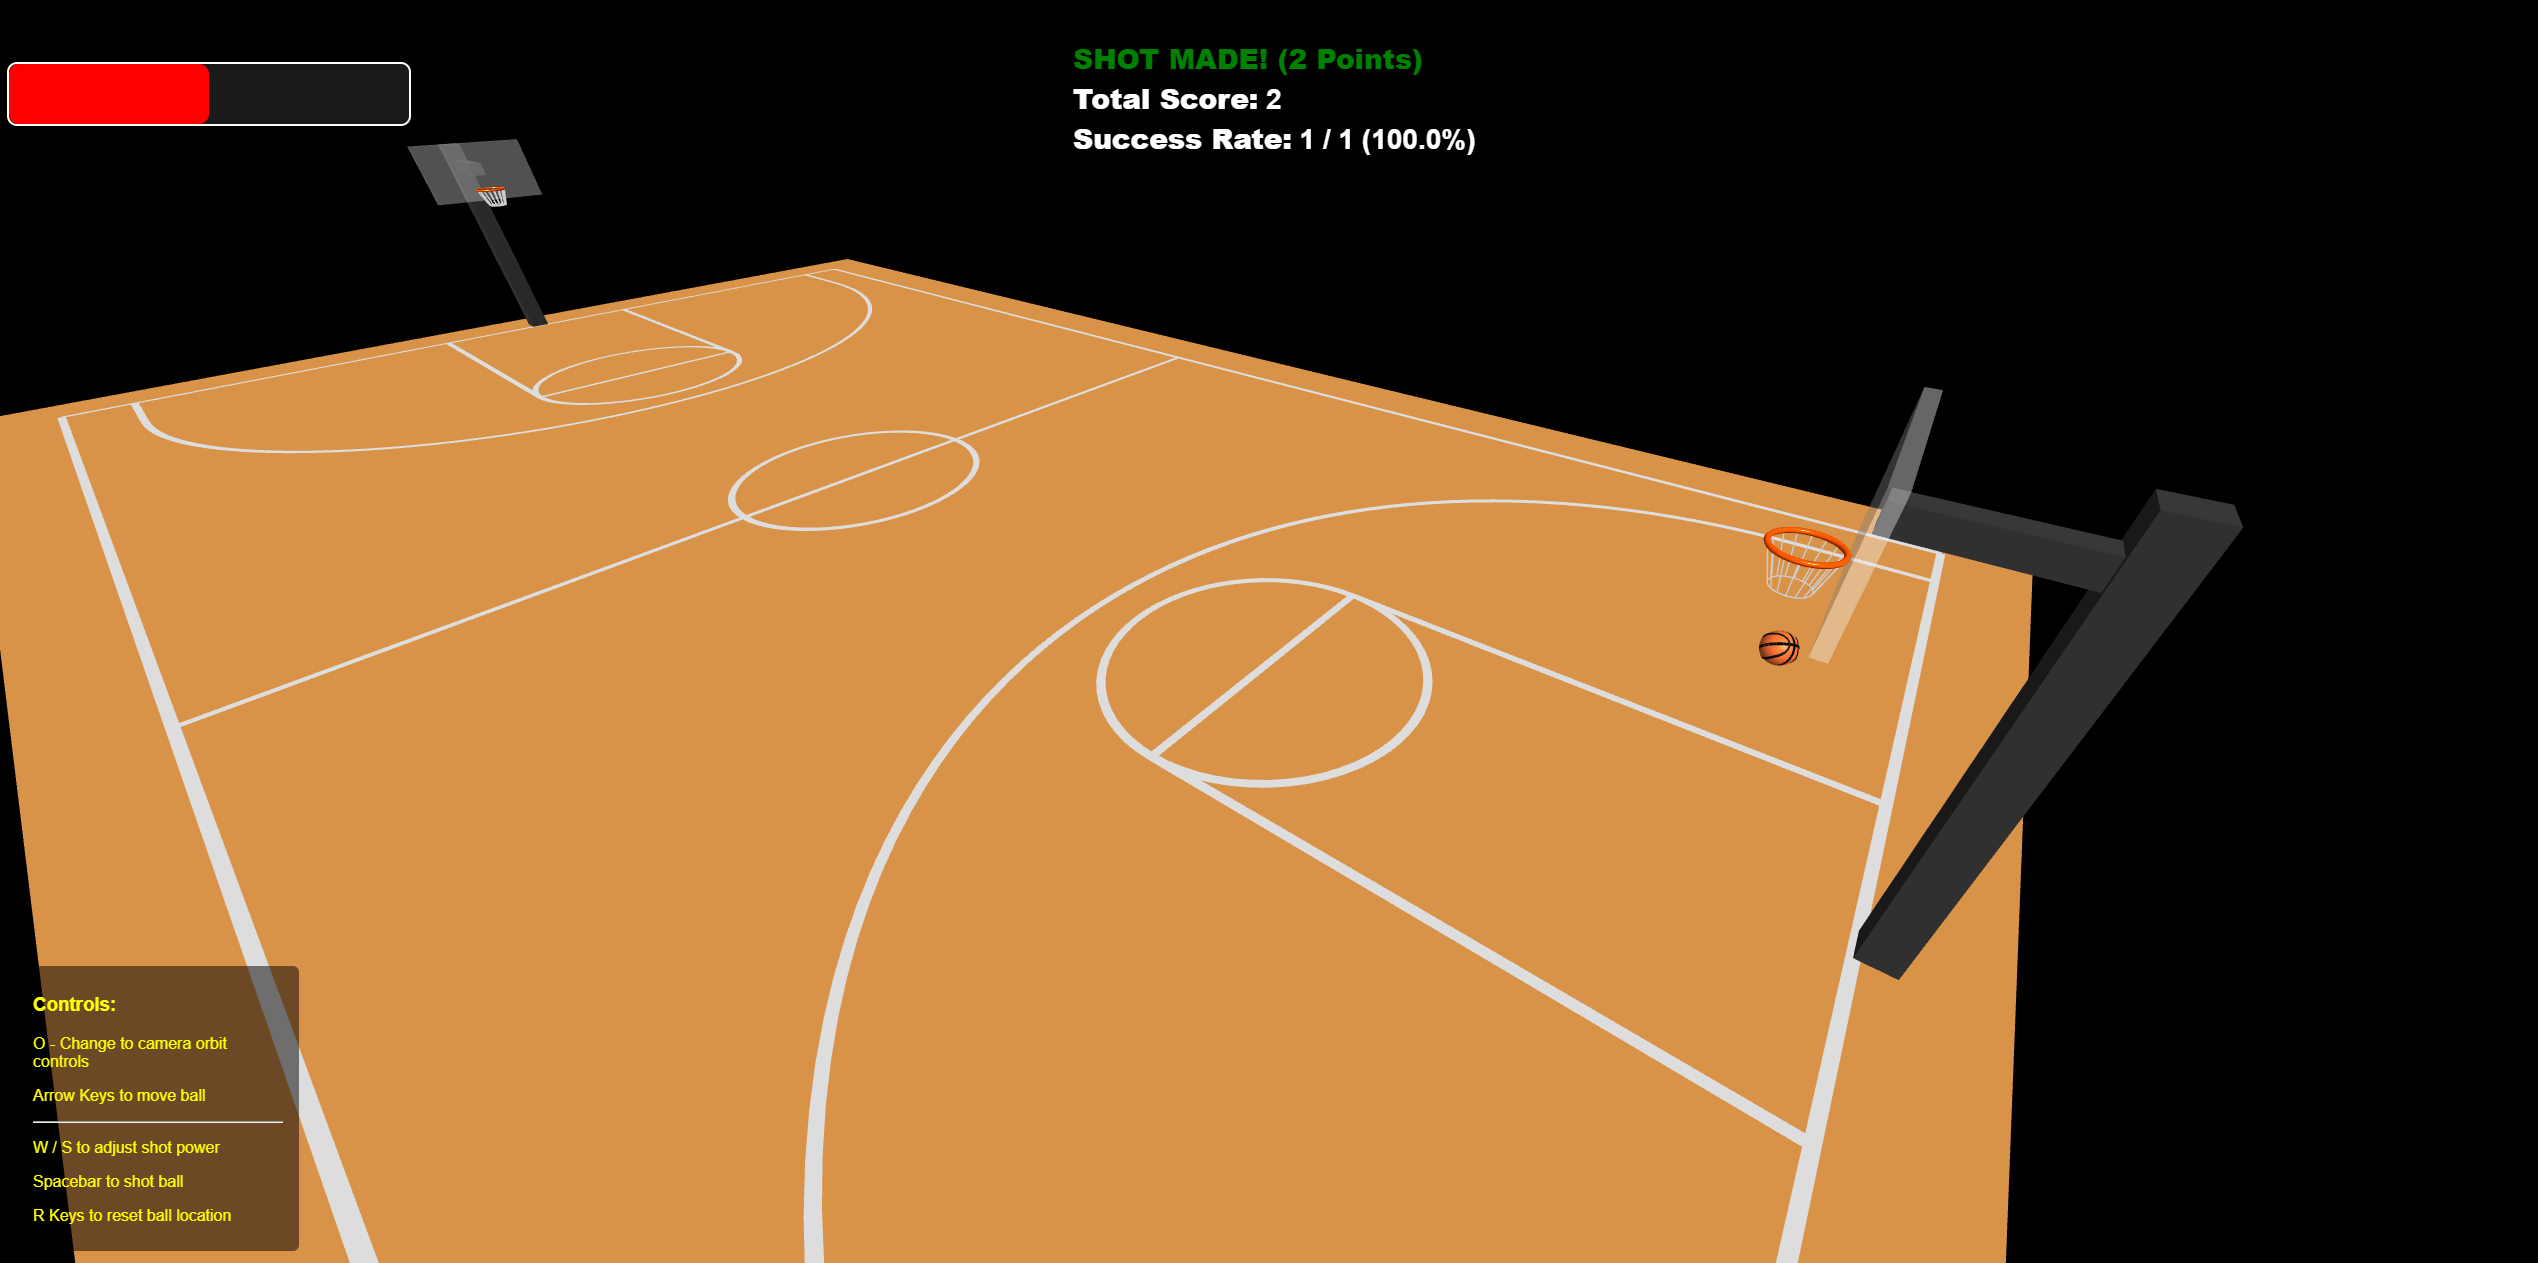 SHOT MADE! (2 Points)
Total Score: 2
Success Rate: 1 / 1 (100.0%)
Controls:
O - Change to camera orbit
controls
Arrow Keys to move ball
W / S to adjust shot power
Spacebar to shot ball
R Keys to reset ball location